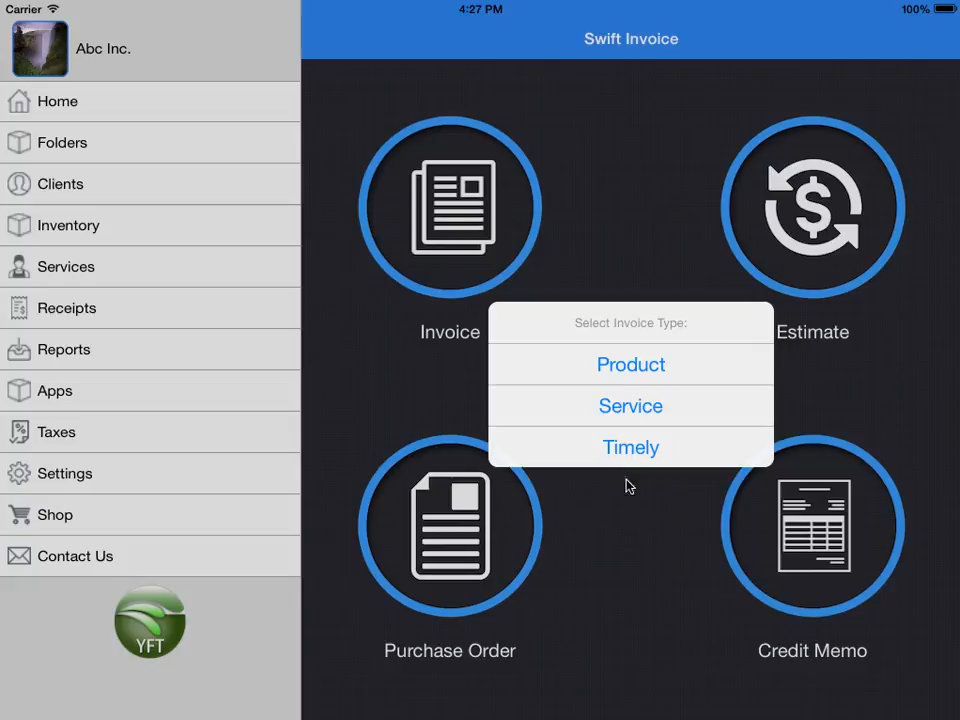 Carrier
4:27 PM
100%
Abc Inc.
Swift Invoice
Home
Folders
Clients
Inventory
Services
Receipts
Reports
Apps
Taxes
Settings
Shop
Contact Us
YFT
Invoice
Estimate
Select Invoice Type:
Product
Service
Timely
Purchase Order
Credit Memo